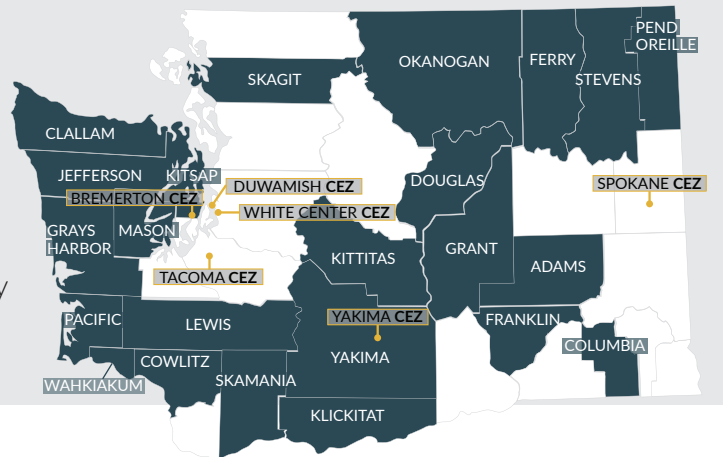 PEND
OREILLE
OKANOGAN
FERRY
STEVENS
SKAGIT
CLALLAM
JEFFERSON
KITSAP
DUWAMISH CEZ
DOUGLAS
SPOKANE CEZ
BREMERTON CEZ
WHITE CENTER CEZ
GRAYS
HARBOR
MASON
KITTITAS
GRANT
ADAMS
TACOMA CEZ
PACIFIC
LEWIS
YAKIMA CEZ
FRANKLIN
COLUMBIA
COWLITZ
YAKIMA
WAHKIAKUM
SKAMANIA
KLICKITAT